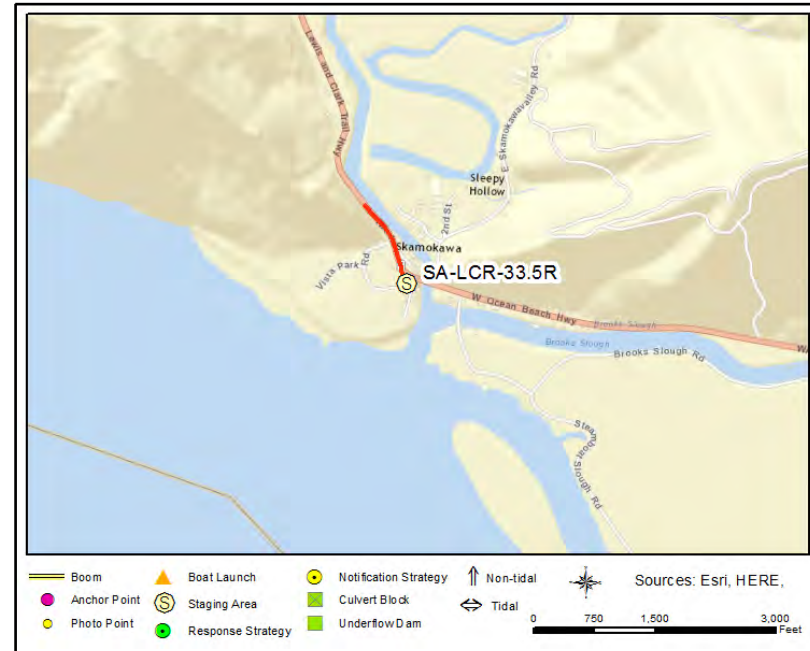 Lewis and Clark Trail Hwy
E Skamokawavalley Rd
Sleepy
Hollow
2nd St
Skamokawa
Vista Park Rd
SA-LCR-33.5R
S
W Ocean Beach Hwy
Brooks Slough
WA
Brooks Slough
Brooks Slough Rd
Steamboat Slough Rd
Boom
Boat Launch
Notification Strategy
Non-tidal
Sources: Esri, HERE,
Anchor Point
S
Staging Area
Culvert Block
Tidal
Photo Point
Response Strategy
Underflow Dam
0 750 1,500 3,000
Feet